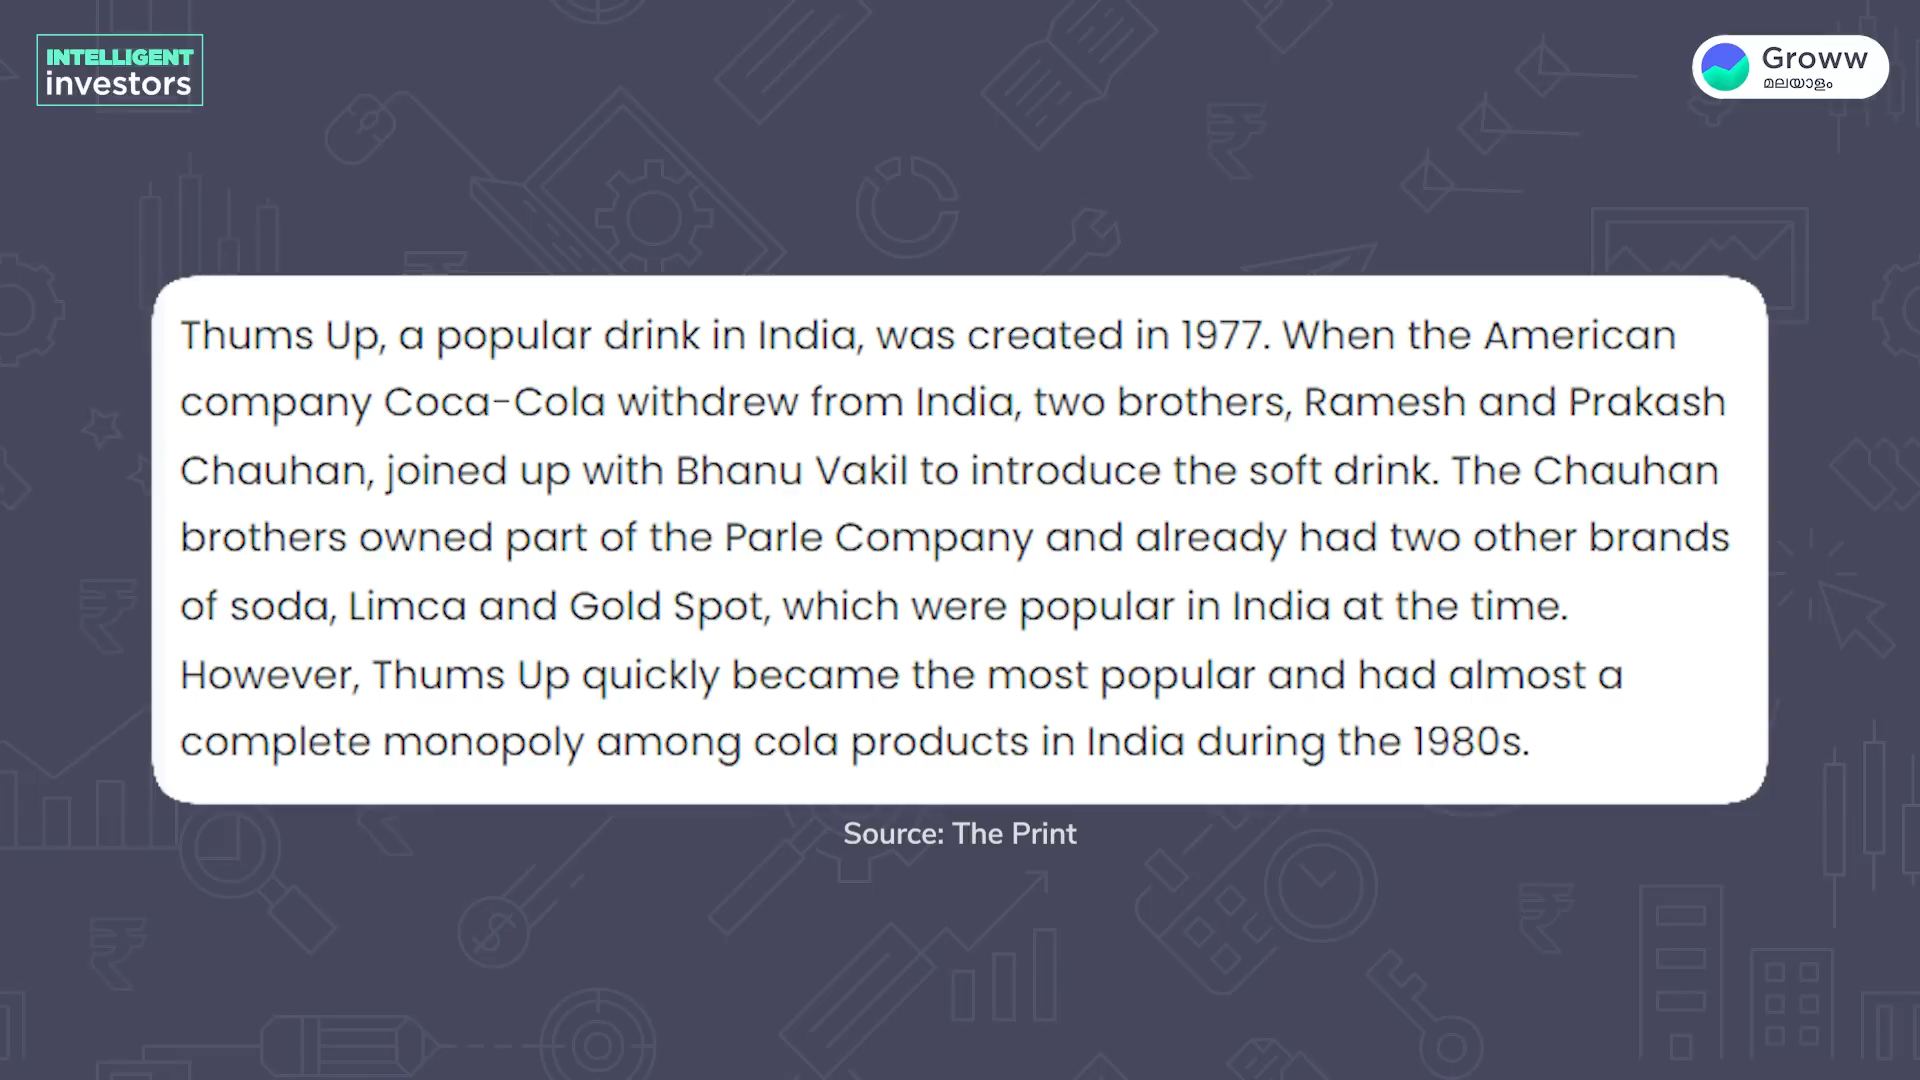 INTELLIGENT
investors
Groww
മലയാളം
Thums Up, a popular drink in India, was created in 1977. When the American
company Coca-Cola withdrew from India, two brothers, Ramesh and Prakash
Chauhan, joined up with Bhanu Vakil to introduce the soft drink. The Chauhan
brothers owned part of the Parle Company and already had two other brands
of soda, Limca and Gold Spot, which were popular in India at the time.
However, Thums Up quickly became the most popular and had almost a
complete monopoly among cola products in India during the 1980s.
Source: The Print